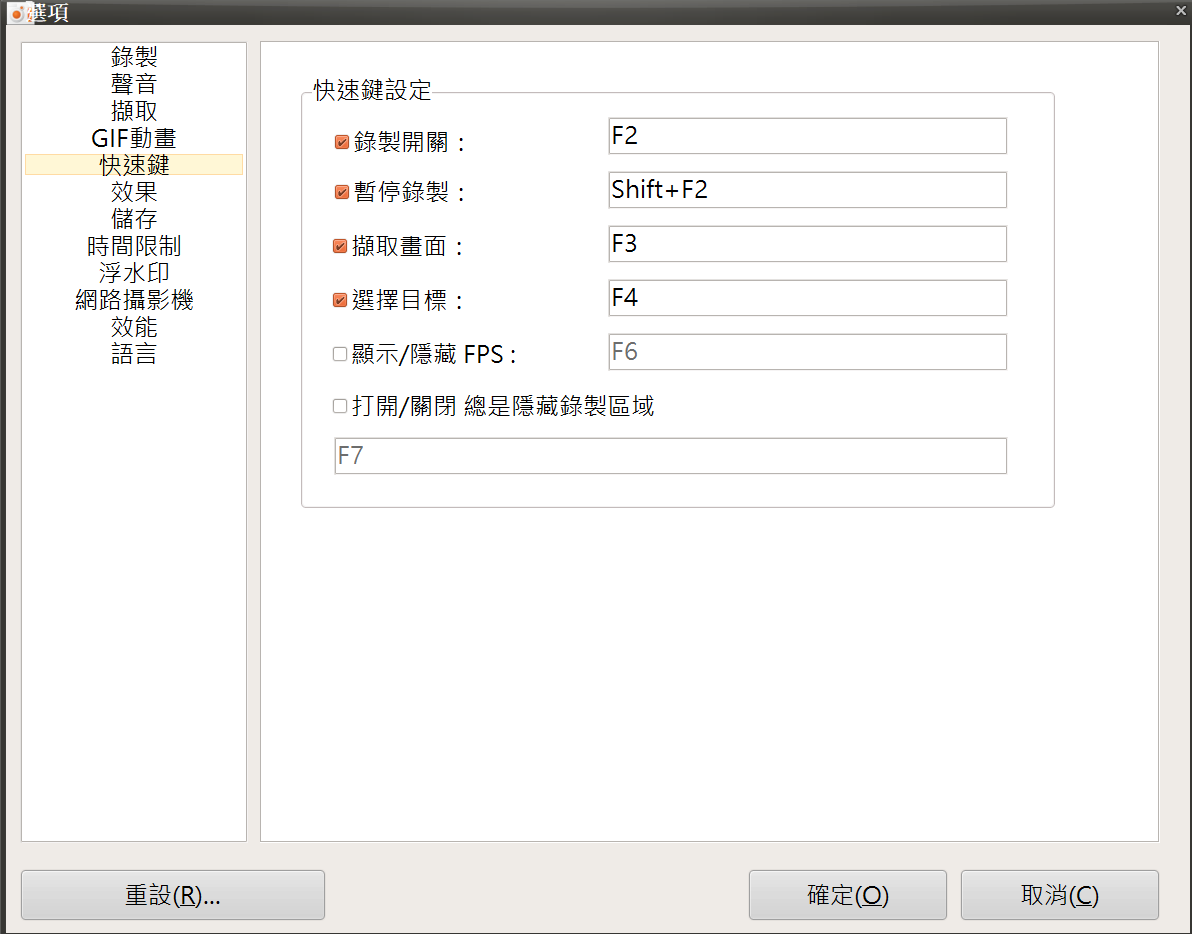 選項
錄製
聲音
擷取
GIF動畫
快速鍵
效果
儲存
時間限制
浮水印
網路攝影機
效能
語言
快速鍵設定
錄製開關： F2
暫停錄製： Shift+F2
擷取畫面： F3
選擇目標： F4
顯示/隱藏 FPS : F6
打開/關閉 總是隱藏錄製區域
F7
重設(R)...
確定(O)
取消(C)